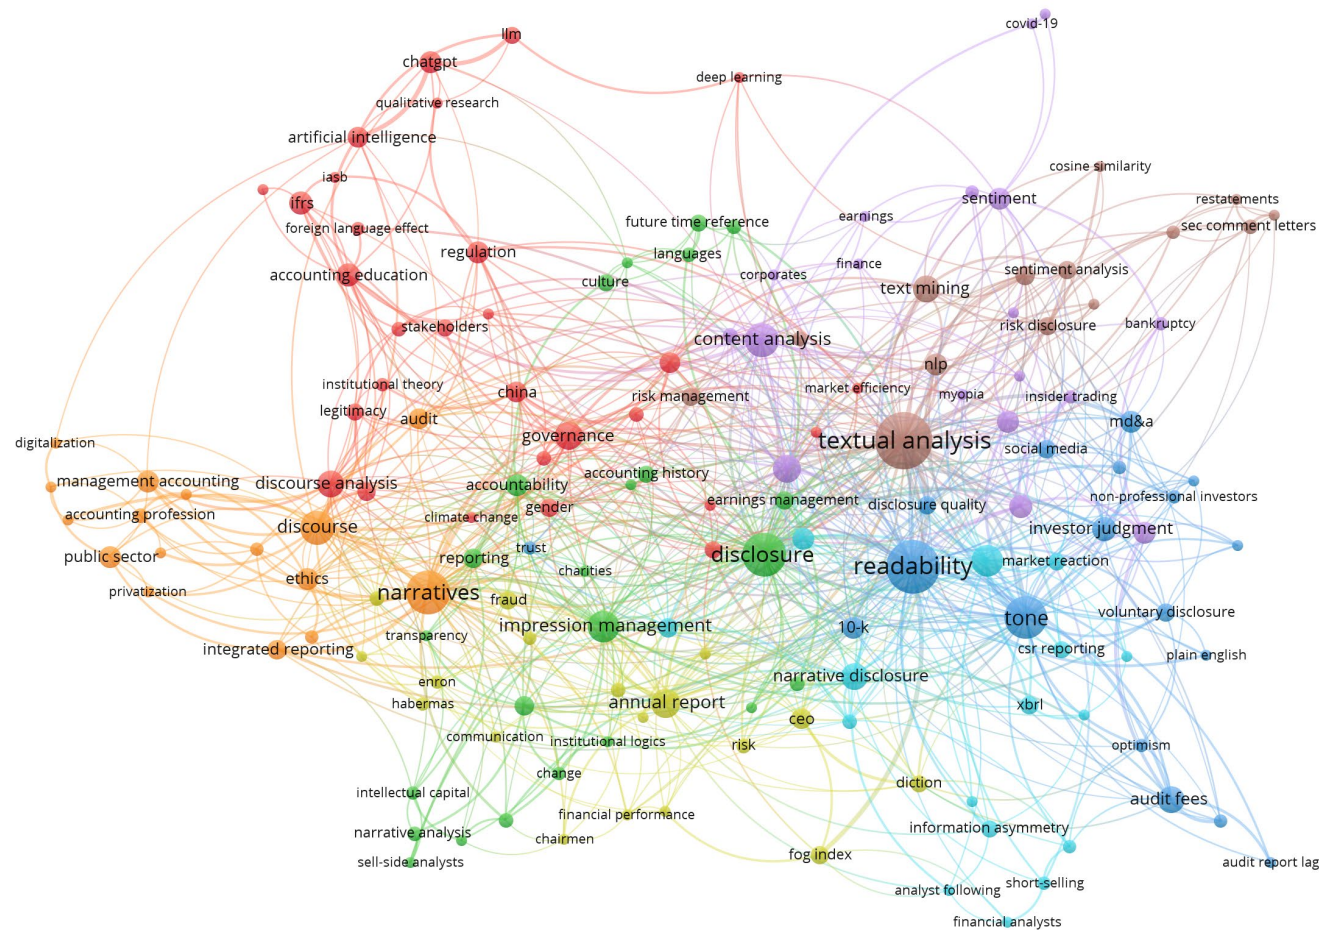 covid-19
llm
chatgpt
deep learning
qualitative research
artificial intelligence
cosine similarity
iasb
sentiment
restatements
ifrs
earnings
future time reference
foreign language effect
sec comment letters
regulation
languages
finance
sentiment analysis
accounting education
corporates
culture
text mining
stakeholders
risk disclosure
bankruptcy
content analysis
nlp
institutional theory
china
market efficiency
risk management
myopia
insider trading
legitimacy
audit
md&a
governance
textual analysis
digitalization
social media
accounting history
management accounting
discourse analysis
accountability
non-professional investors
earnings management
disclosure quality
gender
accounting profession
climate change
discourse
investor judgment
trust
disclosure
public sector
reporting
market reaction
readability
charities
ethics
privatization
narratives
fraud
voluntary disclosure
tone
impression management
10-k
transparency
integrated reporting
csr reporting
plain english
narrative disclosure
enron
habermas
annual report
xbrl
ceo
communication
institutional logics
risk
optimism
change
diction
intellectual capital
audit fees
financial performance
information asymmetry
narrative analysis
chairmen
fog index
sell-side analysts
audit report lag
short-selling
analyst following
financial analysts